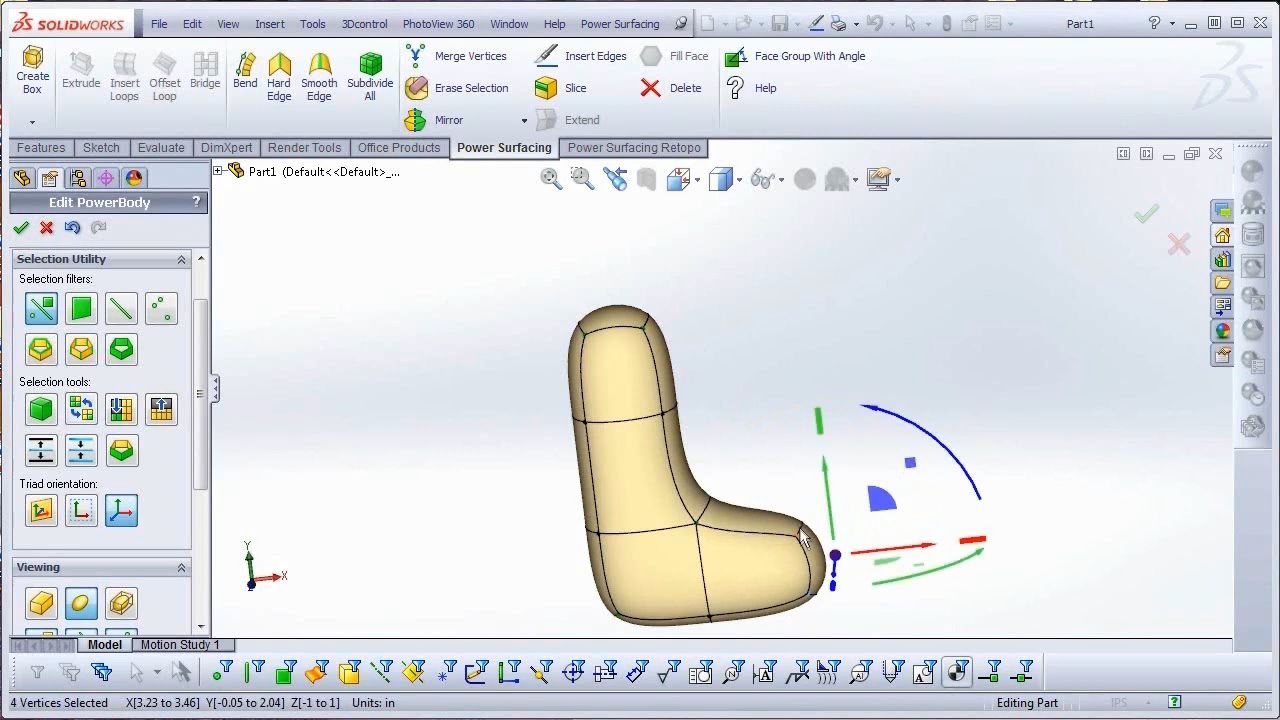 SOLIDWORKS File Edit View Insert Tools 3Dcontrol PhotoView 360 Window Help Power Surfacing Part1 ?
Create Box Extrude Insert Loops Offset Loop Bridge Bend Hard Edge Smooth Edge Subdivide All
Merge Vertices Insert Edges Fill Face Face Group With Angle
Erase Selection Slice Delete Help
Mirror Extend
Features Sketch Evaluate DimXpert Render Tools Office Products Power Surfacing Power Surfacing Retopo
Part1 (Default<<Default>_...
Edit PowerBody ?
Selection Utility
Selection filters:
Selection tools:
Triad orientation:
Viewing
Y
X
Model Motion Study 1
4 Vertices Selected X[3.23 to 3.46] Y[-0.05 to 2.04] Z[-1 to 1] Units: in Editing Part IPS